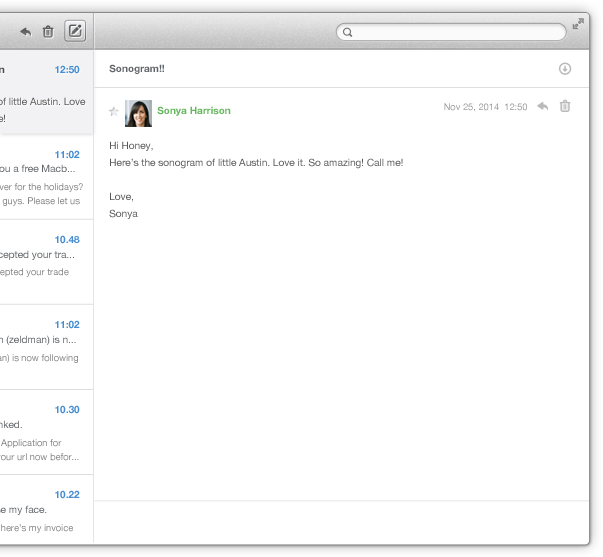 n
12:50
of little Austin. Love
e!
11:02
ou a free Macb...
ver for the holidays?
guys. Please let us
10.48
cepted your tra...
epted your trade
11:02
n (zeldman) is n...
an) is now following
10.30
nked.
Application for
our url now befor...
10.22
e my face.
here's my invoice
Sonogram!!
Sonya Harrison
Nov 25, 2014 12:50
Hi Honey,
Here's the sonogram of little Austin. Love it. So amazing! Call me!
Love,
Sonya